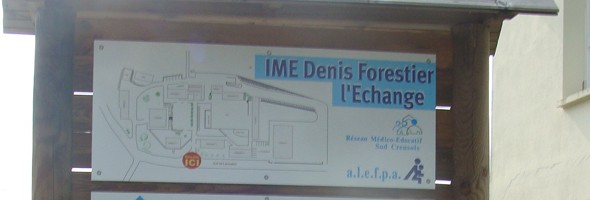 IME Denis Forestier
l'Echange
Réseau Médico-Educatif
Sud Creusois
ICI
a.l.e.f.p.a.